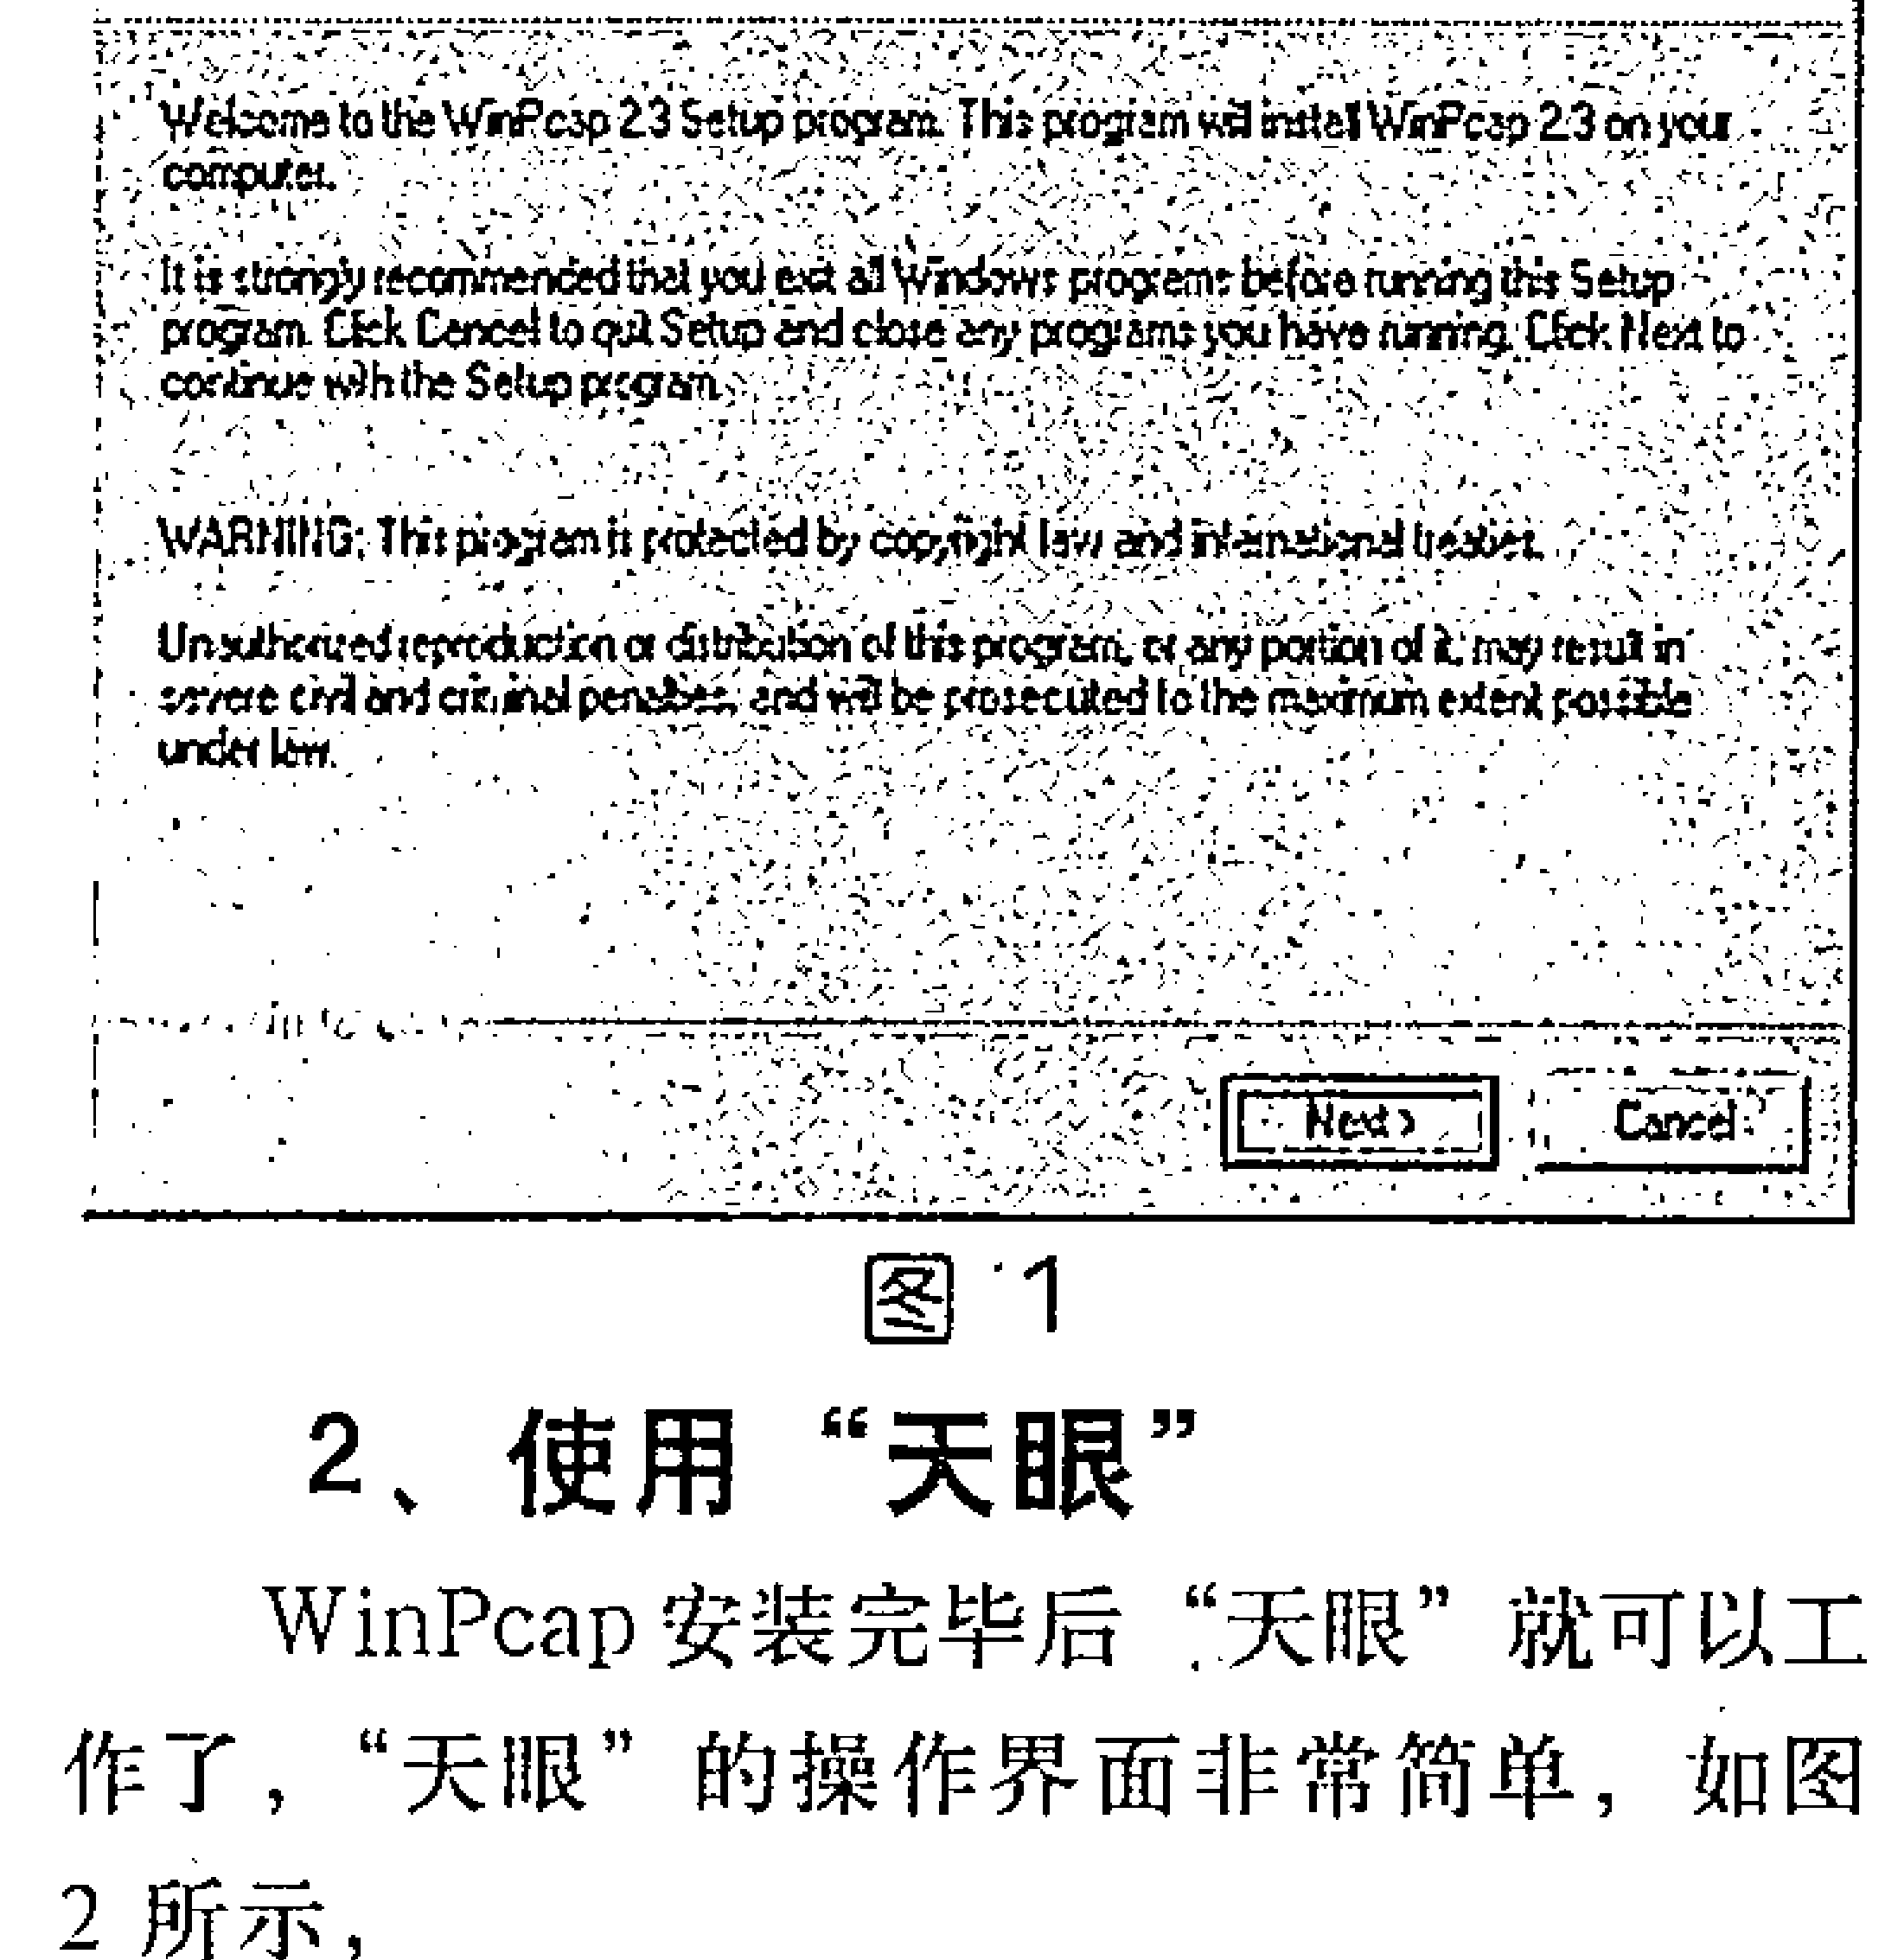 Welcome to the WinPcap 2.3 Setup program. This program will install WinPcap 2.3 on your
computer.
It is strongly recommended that you exit all Windows programs before running this Setup
program. Click Cancel to quit Setup and close any programs you have running. Click Next to
continue with the Setup program.
WARNING: This program is protected by copyright law and international treaties.
Unauthorized reproduction or distribution of this program, or any portion of it, may result in
severe civil and criminal penalties, and will be prosecuted to the maximum extent possible
under law.
Next > Cancel
图 1
2、使用“天眼”
WinPcap 安装完毕后“天眼”就可以工
作了，“天眼”的操作界面非常简单，如图
2 所示，